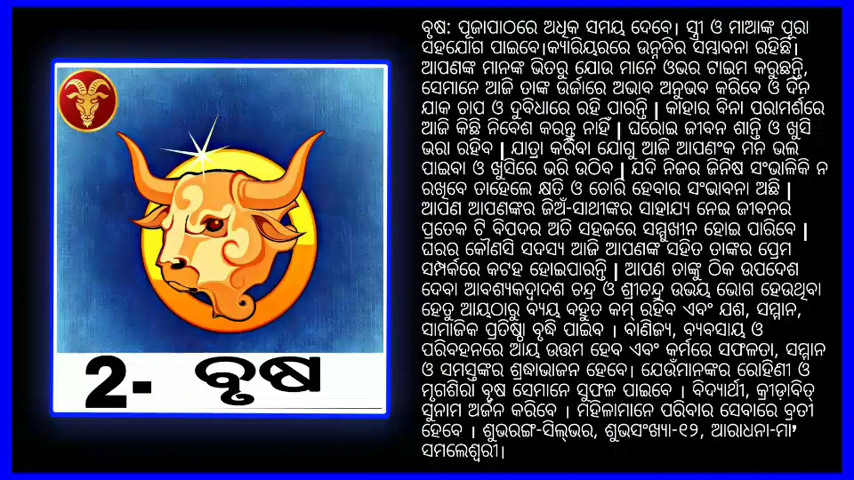 ବୃଷ: ପୂଜାପାଠରେ ଅଧିକ ସମୟ ଦେବେ। ସ୍ତ୍ରୀ ଓ ମାଆଙ୍କ ପୂରା
ସହଯୋଗ ପାଇବେ।କ୍ୟାରିୟରରେ ଉନ୍ନତିର ସମ୍ଭାବନା ରହିଛି।
ଆପଣଙ୍କ ମାନଙ୍କ ଭିତରୁ ଯୋଉ ମାନେ ଓଭର ଟାଇମ କରୁଛନ୍ତି,
ସେମାନେ ଆଜି ତାଙ୍କ ଉର୍ଜାରେ ଅଭାବ ଅନୁଭବ କରିବେ ଓ ଦିନ
ଯାକ ଚାପ ଓ ଦୁବିଧାରେ ରହି ପାରନ୍ତି | କାହାର ବିନା ପରାମର୍ଶରେ
ଆଜି କିଛି ନିବେଶ କରନ୍ତୁ ନାହିଁ | ଘରୋଇ ଜୀବନ ଶାନ୍ତି ଓ ଖୁସି
ଭରା ରହିବ | ଯାତ୍ରା କରିବା ଯୋଗୁ ଆଜି ଆପଣଂକ ମନ ଭଲ
ପାଇବା ଓ ଖୁସିରେ ଭରି ଉଠିବ | ଯଦି ନିଜର ଜିନିଷ ସଂଭାଳିକି ନ
ରଖିବେ ତାହେଲେ କ୍ଷତି ଓ ଚୋରି ହେବାର ସଂଭାବନା ଅଛି |
ଆପଣ ଆପଣଙ୍କର ଜିଅଁ-ସାଥୀଙ୍କର ସାହାଯ୍ୟ ନେଇ ଜୀବନର
ପ୍ରତେକ ଟି ବିପଦର ଅତି ସହଜରେ ସମ୍ମୁଖୀନ ହୋଇ ପାରିବେ |
ଘରର କୌଣସି ସଦସ୍ୟ ଆଜି ଆପଣଙ୍କ ସହିତ ତାଙ୍କର ପ୍ରେମ
ସମ୍ପର୍କରେ କଟହ ହୋଇପାରନ୍ତି | ଆପଣ ତାଙ୍କୁ ଠିକ ଉପଦେଶ
ଦେବା ଆବଶ୍ୟକଦ୍ୱାଦଶ ଚନ୍ଦ୍ର ଓ ଶ୍ରୀଚନ୍ଦ୍ର ଉଭୟ ଭୋଗ ହେଉଥିବା
ହେତୁ ଆୟଠାରୁ ବ୍ୟୟ ବହୁତ କମ୍ ରହିବ ଏବଂ ଯଶ, ସମ୍ମାନ,
ସାମାଜିକ ପ୍ରତିଷ୍ଠା ବୃଦ୍ଧି ପାଇବ । ବାଣିଜ୍ୟ, ବ୍ୟବସାୟ ଓ
ପରିବହନରେ ଆୟ ଉତ୍ତମ ହେବ ଏବଂ କର୍ମରେ ସଫଳତା, ସମ୍ମାନ
ଓ ସମସ୍ତଙ୍କର ଶ୍ରଦ୍ଧାଭାଜନ ହେବେ। ଯେଉଁମାନଙ୍କର ରୋହିଣୀ ଓ
ମୃଗଶିରା ବୃଷ ସେମାନେ ସୁଫଳ ପାଇବେ । ବିଦ୍ୟାର୍ଥୀ, କ୍ରୀଡ଼ାବିତ୍
ସୁନାମ ଅର୍ଜନ କରିବେ । ମହିଳାମାନେ ପରିବାର ସେବାରେ ବ୍ରତୀ
ହେବେ । ଶୁଭରଙ୍ଗ-ସିଲ୍‌ଭର, ଶୁଭସଂଖ୍ୟା-୧୨, ଆରାଧନା-ମା'
ସମଲେଶ୍ୱରୀ।
2- ବୃଷ